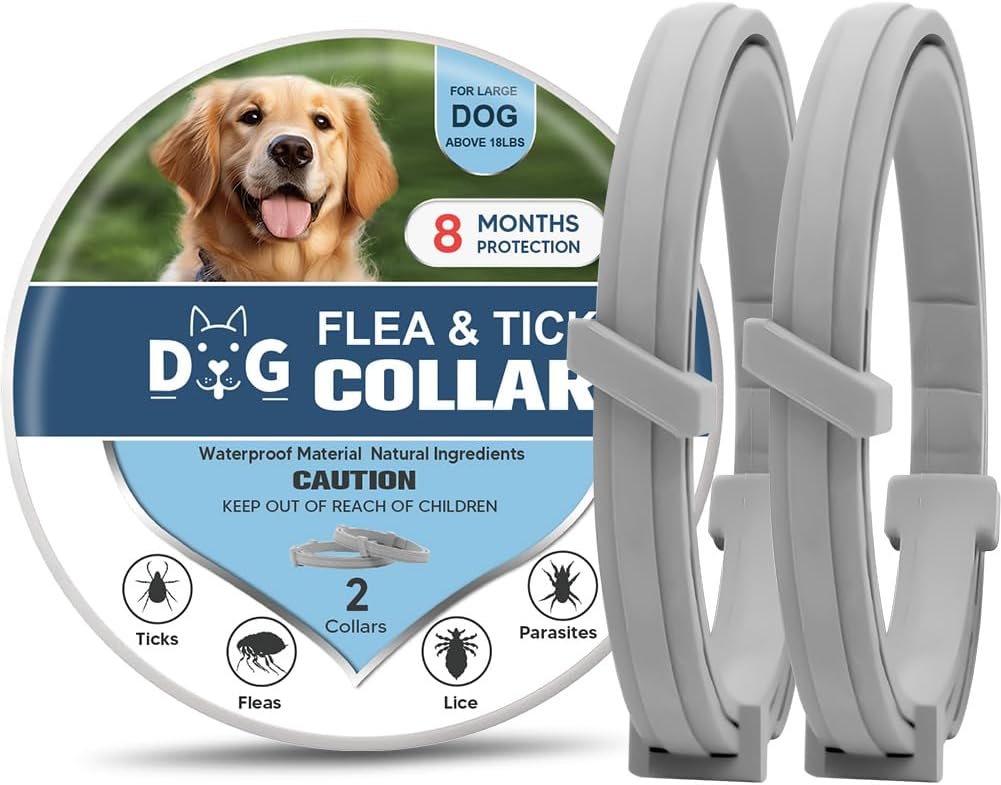 FOR LARGE
DOG
ABOVE 18LBS
8 MONTHS
PROTECTION
DOG
FLEA & TICK
COLLAR
Waterproof Material Natural Ingredients
CAUTION
KEEP OUT OF REACH OF CHILDREN
2
Collars
Ticks
Fleas
Lice
Parasites